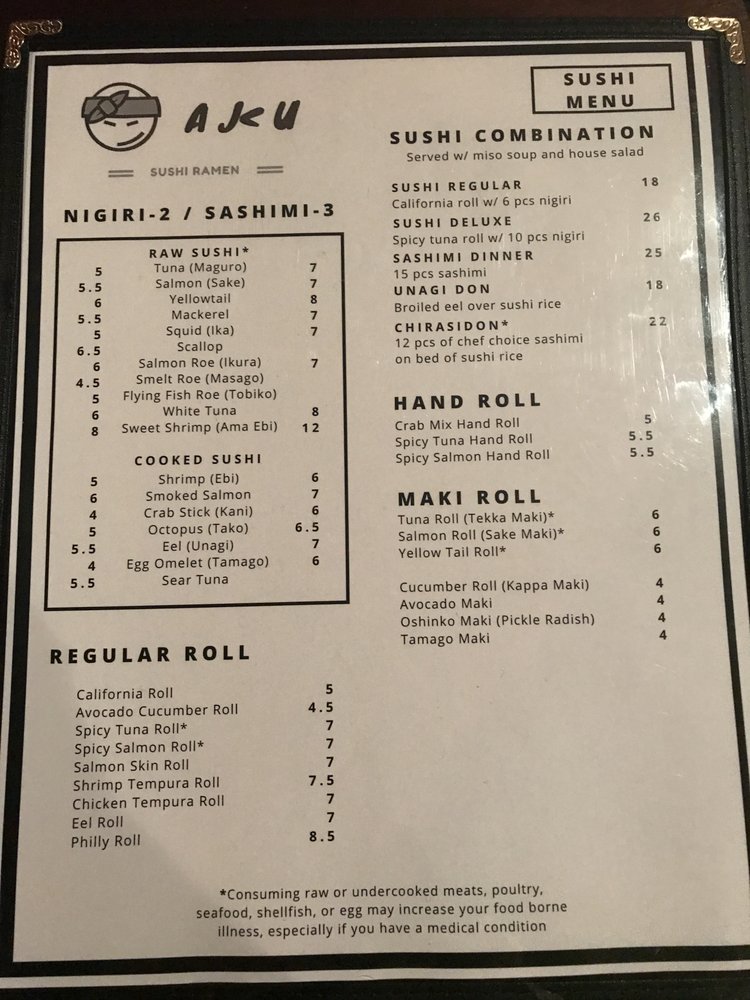 AKU
SUSHI RAMEN
NIGIRI-2 / SASHIMI-3
RAW SUSHI*
5 Tuna (Maguro) 7
5.5 Salmon (Sake) 7
6 Yellowtail 8
5.5 Mackerel 7
5 Squid (Ika) 7
6.5 Scallop
6 Salmon Roe (Ikura) 7
4.5 Smelt Roe (Masago)
5 Flying Fish Roe (Tobiko)
6 White Tuna 8
8 Sweet Shrimp (Ama Ebi) 12
COOKED SUSHI
5 Shrimp (Ebi) 6
6 Smoked Salmon 7
4 Crab Stick (Kani) 6
5 Octopus (Tako) 6.5
5.5 Eel (Unagi) 7
4 Egg Omelet (Tamago) 6
5.5 Sear Tuna
REGULAR ROLL
California Roll 5
Avocado Cucumber Roll 4.5
Spicy Tuna Roll* 7
Spicy Salmon Roll* 7
Salmon Skin Roll 7
Shrimp Tempura Roll 7.5
Chicken Tempura Roll 7
Eel Roll 7
Philly Roll 8.5
SUSHI
MENU
SUSHI COMBINATION
Served w/ miso soup and house salad
SUSHI REGULAR 18
California roll w/ 6 pcs nigiri
SUSHI DELUXE 26
Spicy tuna roll w/ 10 pcs nigiri
SASHIMI DINNER 25
15 pcs sashimi
UNAGI DON 18
Broiled eel over sushi rice
CHIRASIDON* 22
12 pcs of chef choice sashimi
on bed of sushi rice
HAND ROLL
Crab Mix Hand Roll 5
Spicy Tuna Hand Roll 5.5
Spicy Salmon Hand Roll 5.5
MAKI ROLL
Tuna Roll (Tekka Maki)* 6
Salmon Roll (Sake Maki)* 6
Yellow Tail Roll* 6
Cucumber Roll (Kappa Maki) 4
Avocado Maki 4
Oshinko Maki (Pickle Radish) 4
Tamago Maki 4
*Consuming raw or undercooked meats, poultry,
seafood, shellfish, or egg may increase your food borne
illness, especially if you have a medical condition